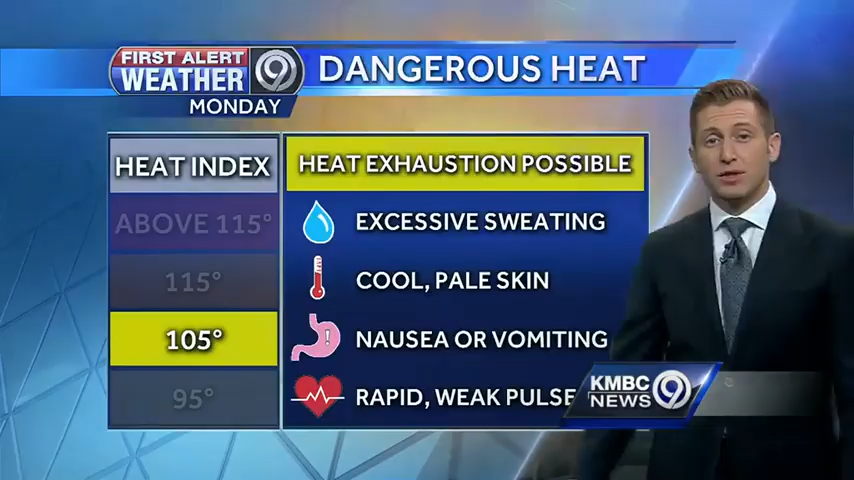 FIRST ALERT
WEATHER 9
DANGEROUS HEAT
MONDAY
HEAT INDEX
HEAT EXHAUSTION POSSIBLE
ABOVE 115°
EXCESSIVE SWEATING
115°
COOL, PALE SKIN
105°
NAUSEA OR VOMITING
95°
RAPID, WEAK PULSE
KMBC 9
NEWS